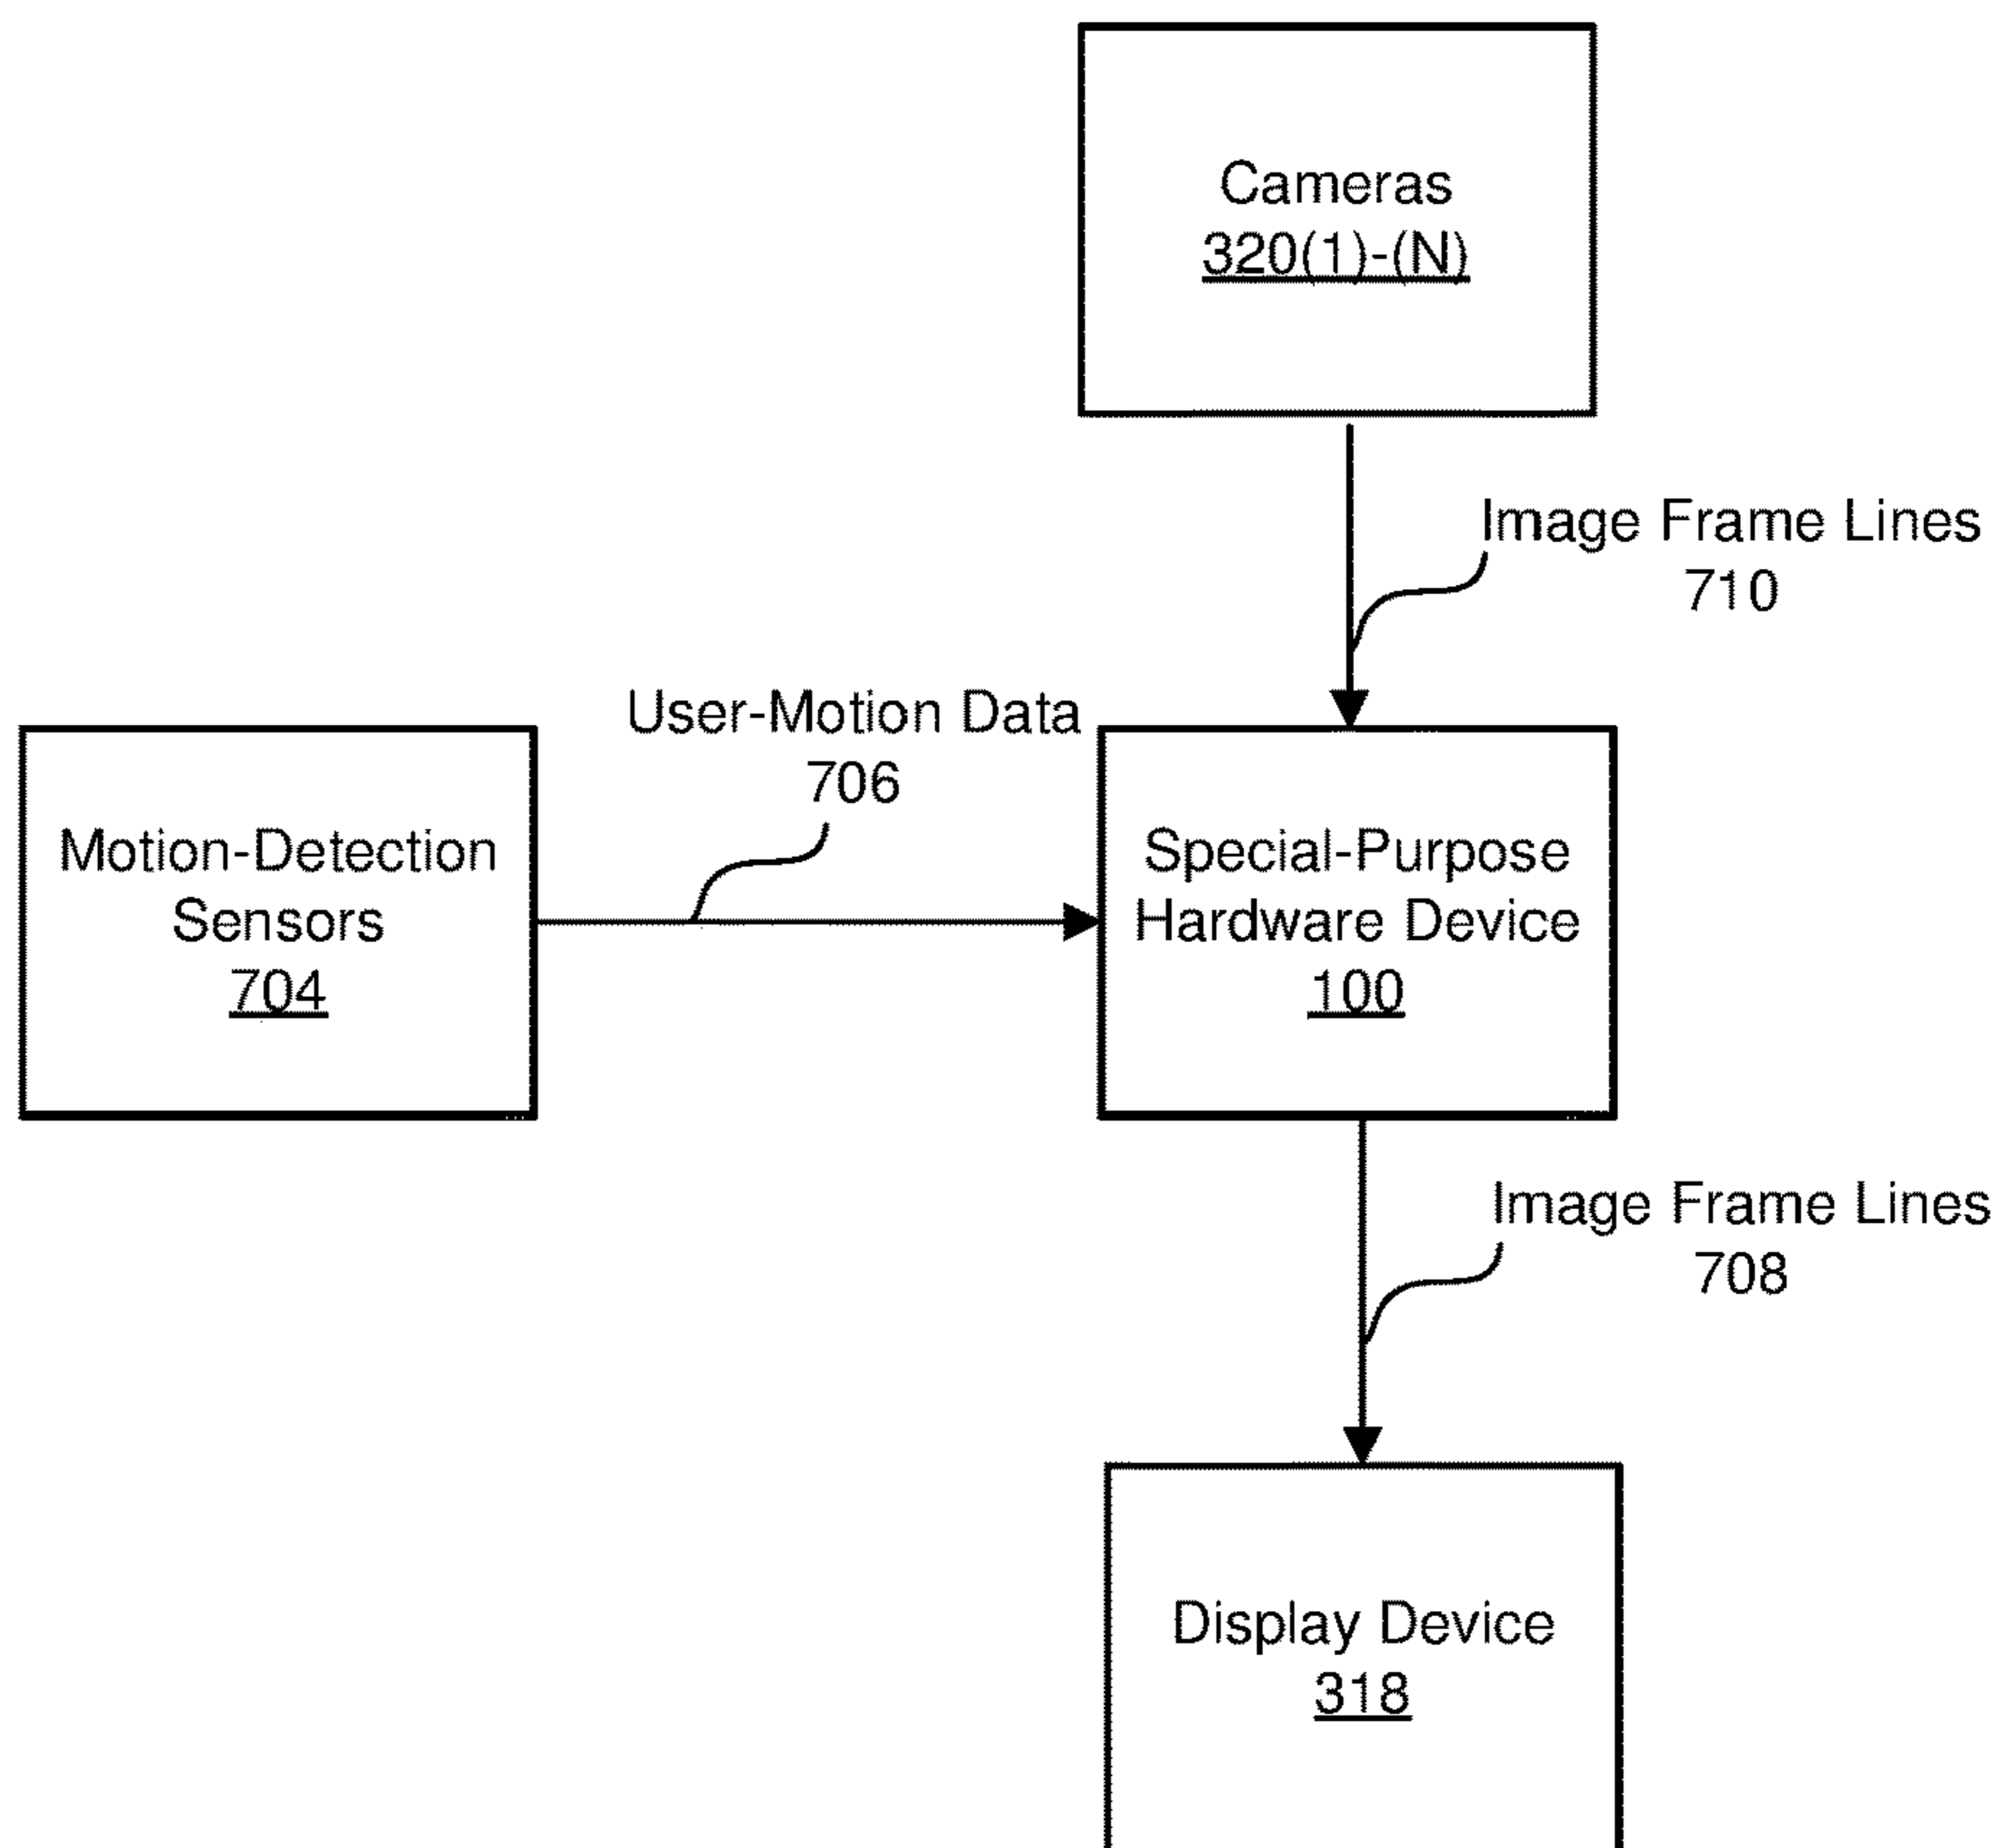 Cameras
320(1)-(N)
Image Frame Lines
710
User-Motion Data
706
Motion-Detection
Sensors
704
Special-Purpose
Hardware Device
100
Image Frame Lines
708
Display Device
318